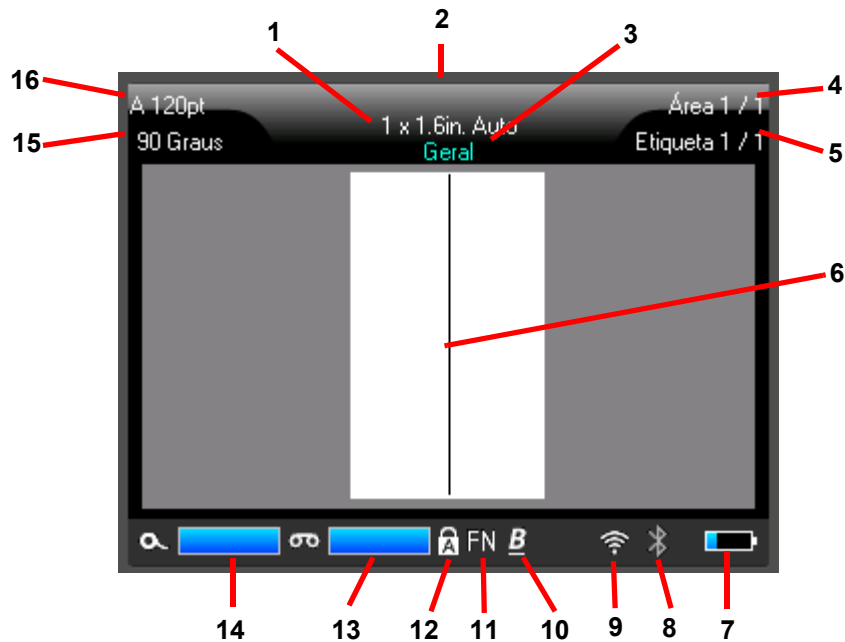 1
2
3
16
4
A 120pt
Área 1 / 1
1 x 1.6in. Auto
15
90 Graus
Geral
Etiqueta 1 / 1
5
6
A
FN
B
14
13
12
11
10
9
8
7